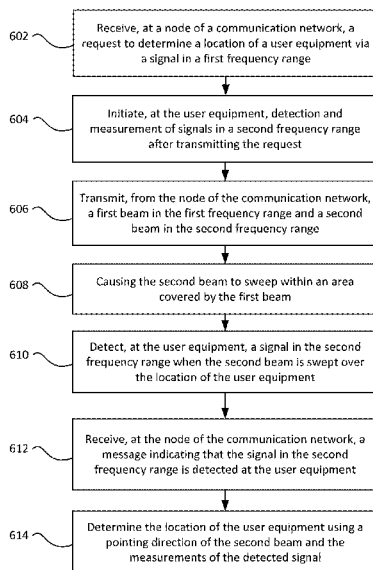 602
Receive, at a node of a communication network, a
request to determine a location of a user equipment via
a signal in a first frequency range
604
Initiate, at the user equipment, detection and
measurement of signals in a second frequency range
after transmitting the request
606
Transmit, from the node of the communication network,
a first beam in the first frequency range and a second
beam in the second frequency range
608
Causing the second beam to sweep within an area
covered by the first beam
610
Detect, at the user equipment, a signal in the second
frequency range when the second beam is swept over
the location of the user equipment
612
Receive, at the node of the communication network, a
message indicating that the signal in the second
frequency range is detected at the user equipment
614
Determine the location of the user equipment using a
pointing direction of the second beam and the
measurements of the detected signal